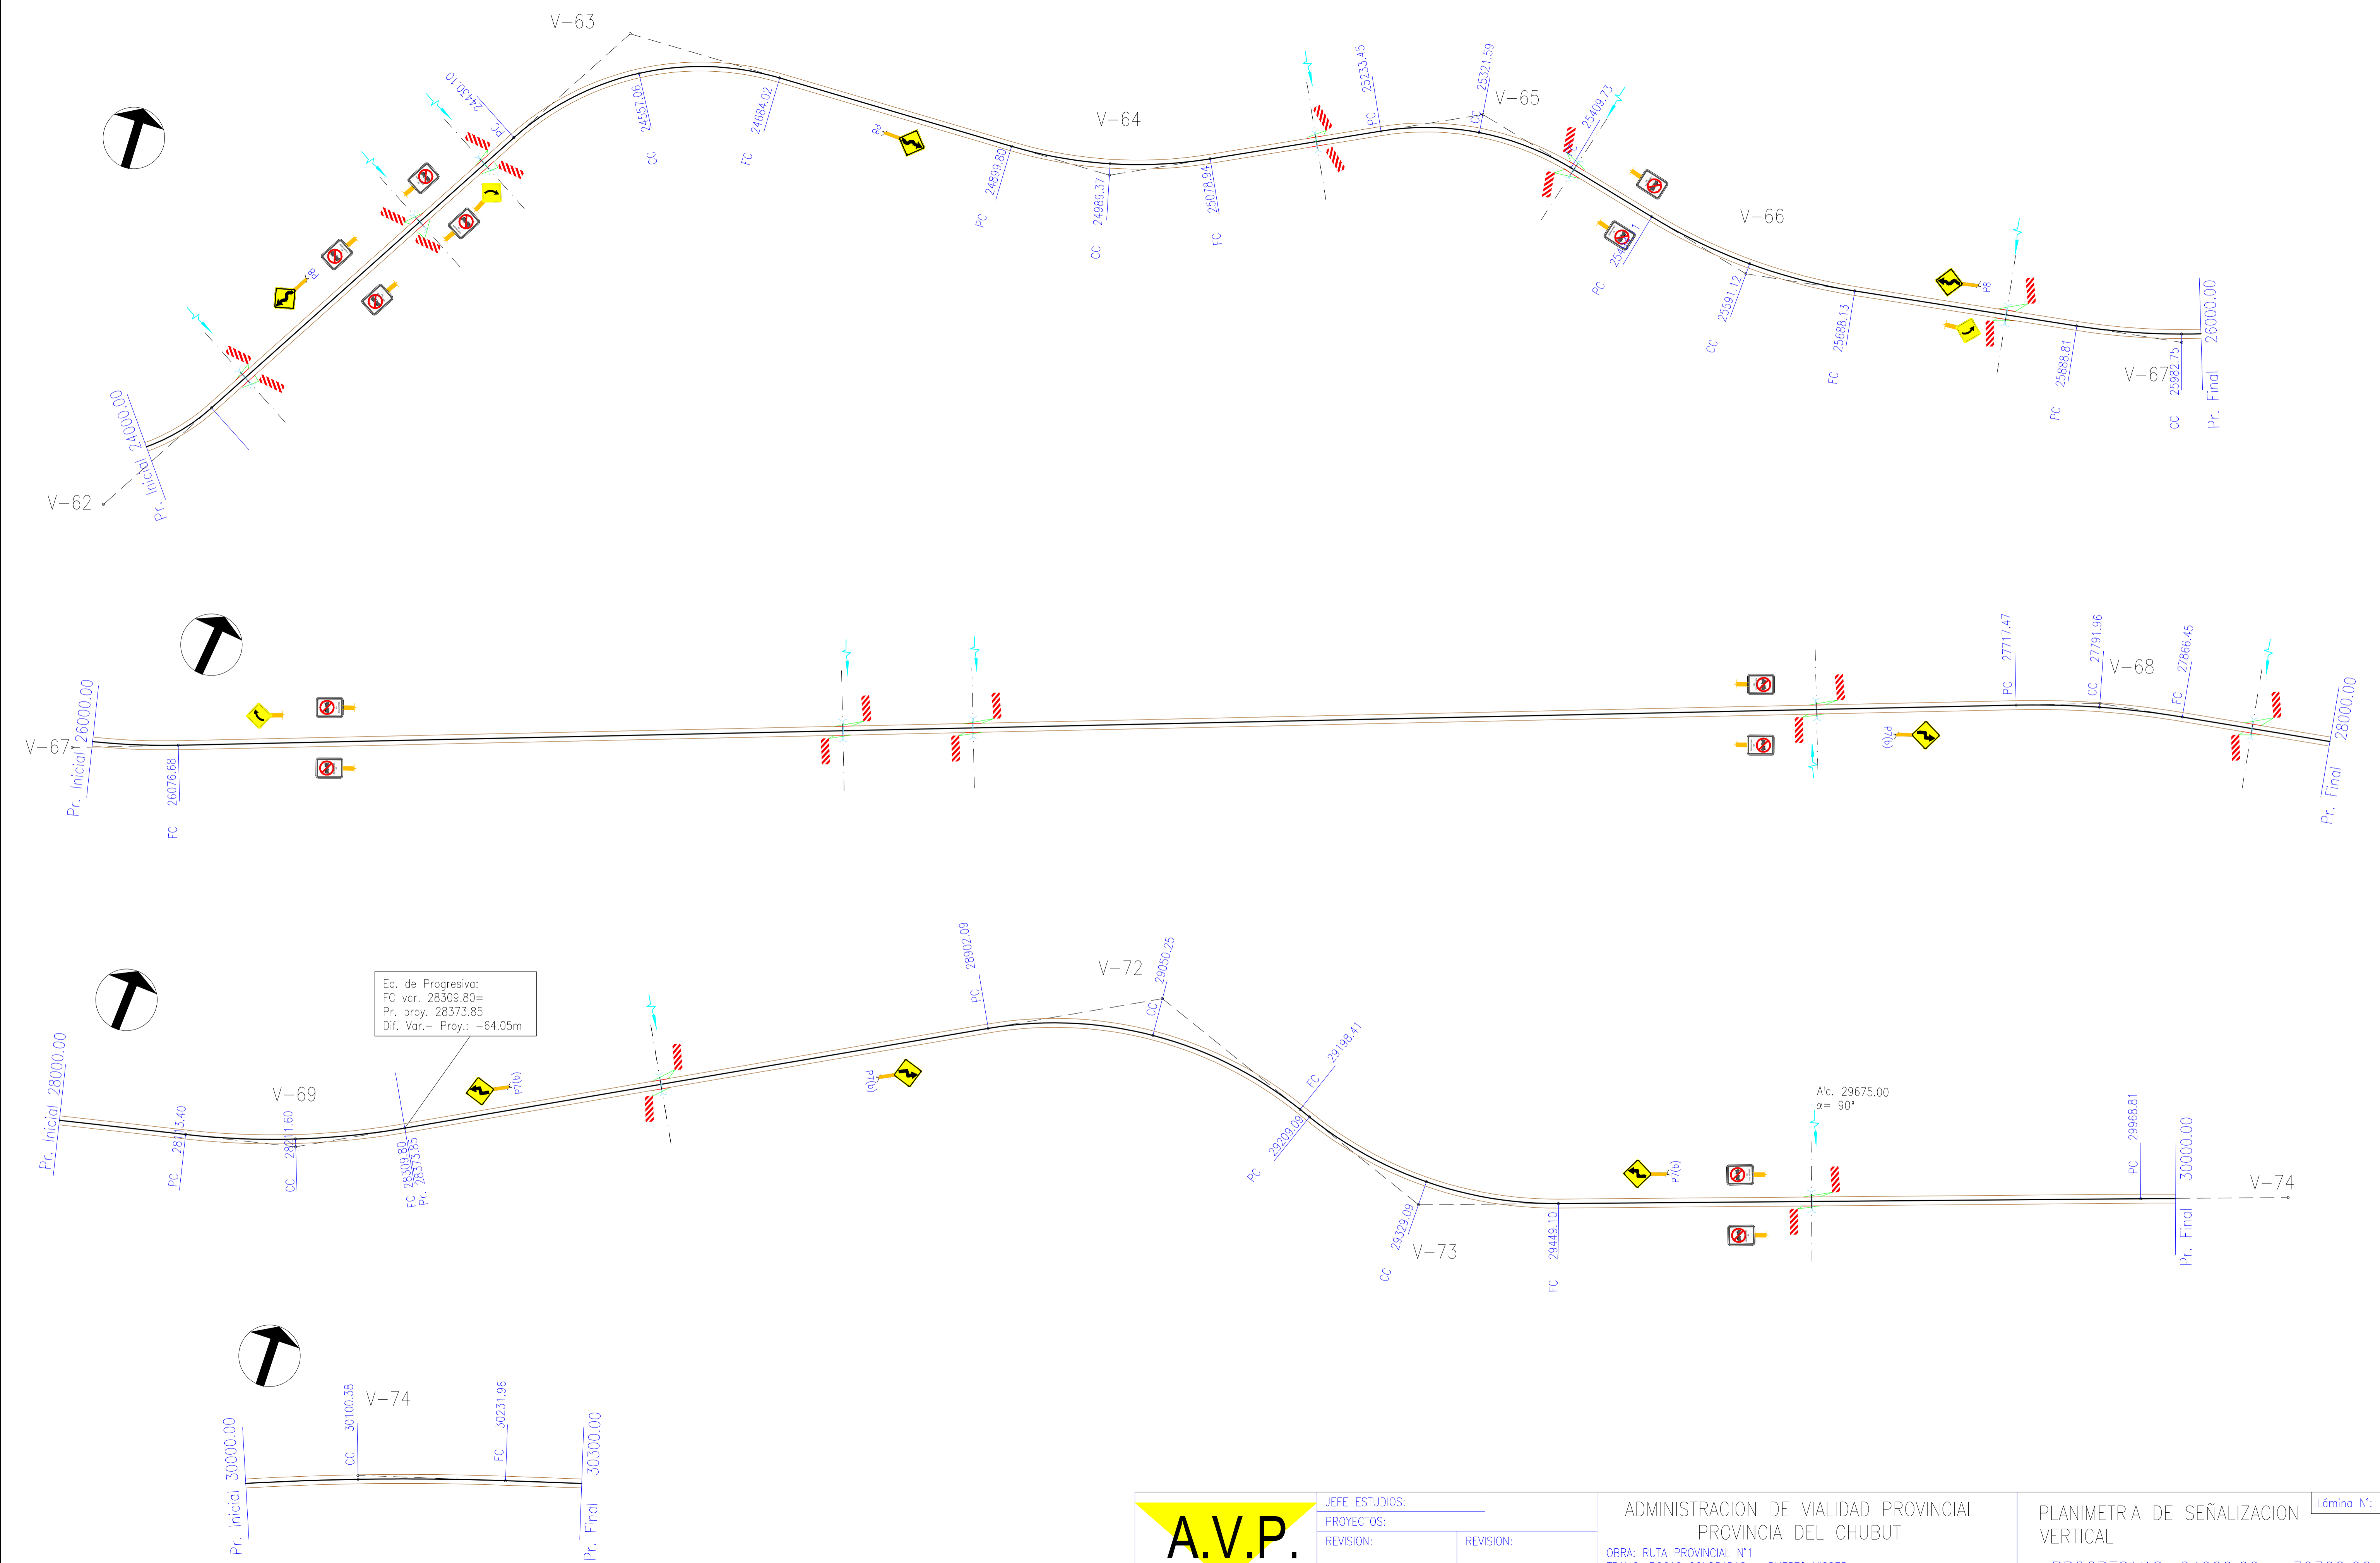 V-63
24430.10
PC
24557.06
CC
24684.02
FC
P8
V-64
24899.80
PC
24989.37
CC
25078.94
FC
25233.45
PC
25321.59
CC
V-65
25409.73
PC
V-66
25591.12
CC
25688.13
FC
P8
25888.81
PC
V-67
25982.75
CC
26000.00
Pr. Final
P8
24000.00
Pr. Inicial
V-62
V-67
Pr. Inicial 26000.00
FC 26076.68
P7(b)
PC 27717.47
CC 27791.96
V-68
FC 27866.45
28000.00
Pr. Final
Ec. de Progresiva:
FC var. 28309.80=
Pr. proy. 28373.85
Dif. Var.- Proy.: -64.05m
Pr. Inicial 28000.00
PC 28113.40
V-69
CC 28211.60
FC 28309.80
Pr. 28373.85
P7(b)
P7(b)
PC 28902.09
V-72
CC 29050.25
FC 29198.41
PC 29209.09
CC 29329.09
V-73
FC 29449.10
P7(b)
Alc. 29675.00
α= 90°
PC 29968.81
Pr. Final 30000.00
V-74
Pr. Inicial 30000.00
CC 30100.38
V-74
FC 30231.96
Pr. Final 30300.00
A.V.P.
JEFE ESTUDIOS:
PROYECTOS:
REVISION:
REVISION:
ADMINISTRACION DE VIALIDAD PROVINCIAL
PROVINCIA DEL CHUBUT
OBRA: RUTA PROVINCIAL N°1
PLANIMETRIA DE SEÑALIZACION
VERTICAL
Lámina N°: